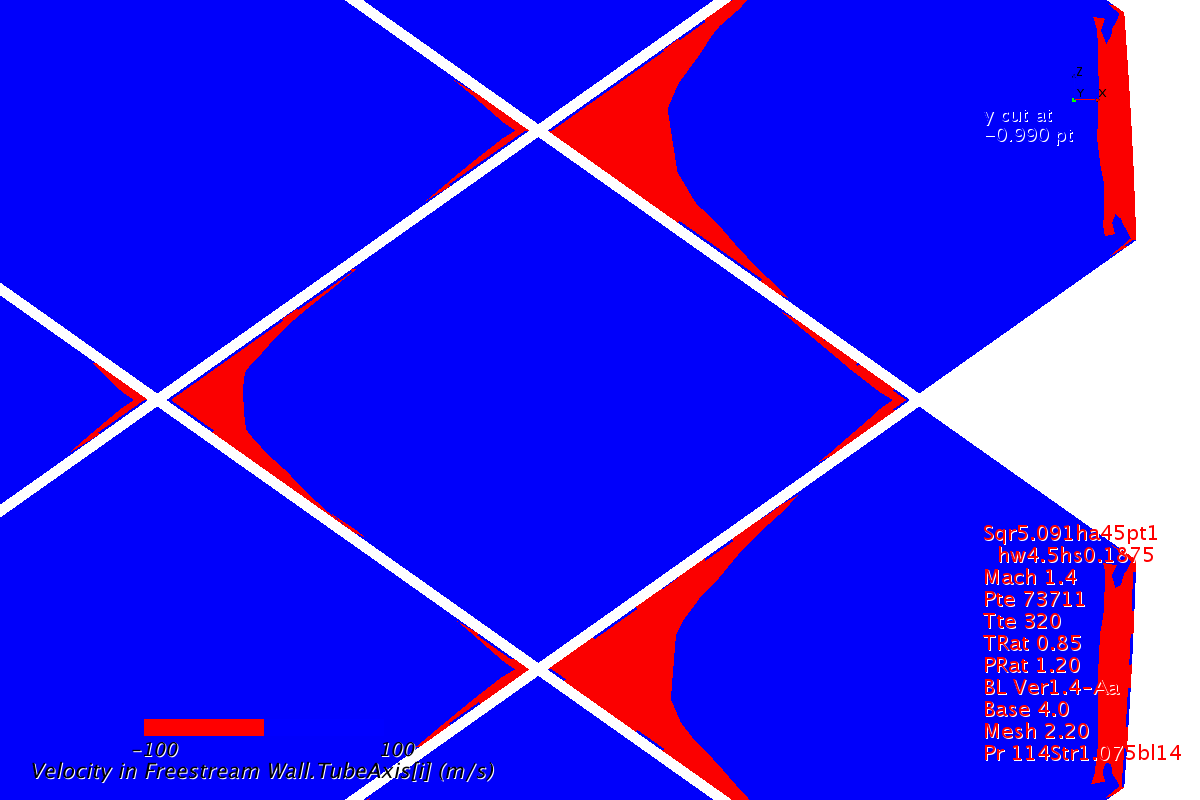 Z
Y X
y cut at
-0.990 pt
Sqr5.091ha45pt1
hw4.5hs0.1875
Mach 1.4
Pte 73711
Tte 320
TRat 0.85
PRat 1.20
BL Ver1.4-Aa
Base 4.0
Mesh 2.20
Pr 114Str1.075bl14
-100 100
Velocity in Freestream Wall.TubeAxis[i] (m/s)